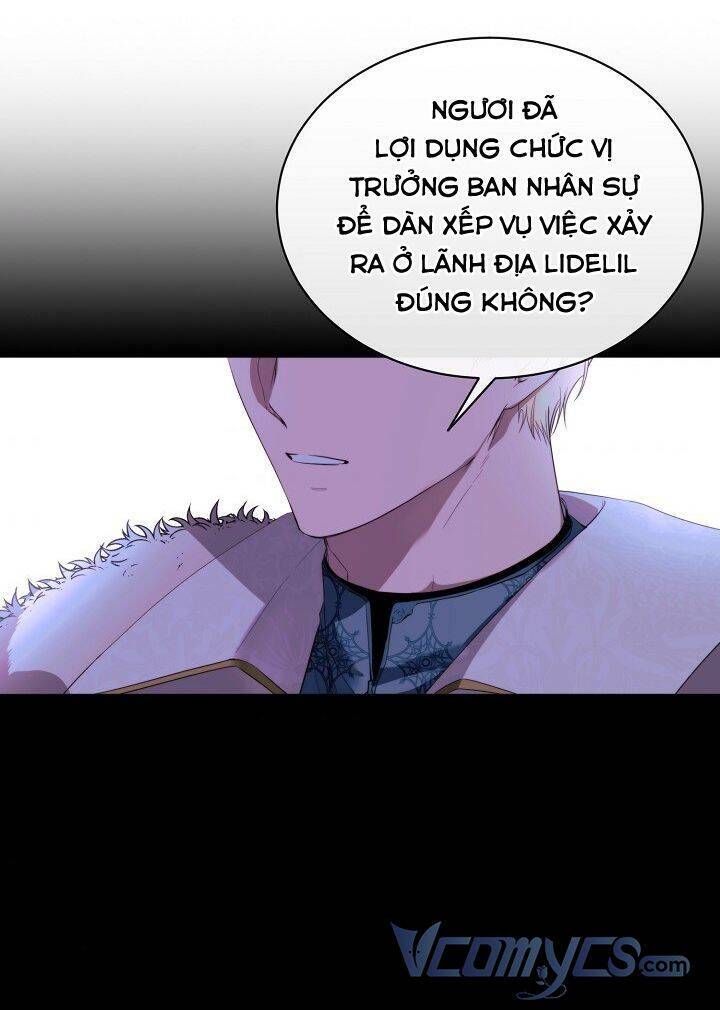 NGƯƠI ĐÃ
LỢI DỤNG CHỨC VỊ
TRƯỞNG BAN NHÂN SỰ
ĐỂ DÀN XẾP VỤ VIỆC XẢY
RA Ở LÃNH ĐỊA LIDELIL
ĐÚNG KHÔNG?
VCOMYCS.com